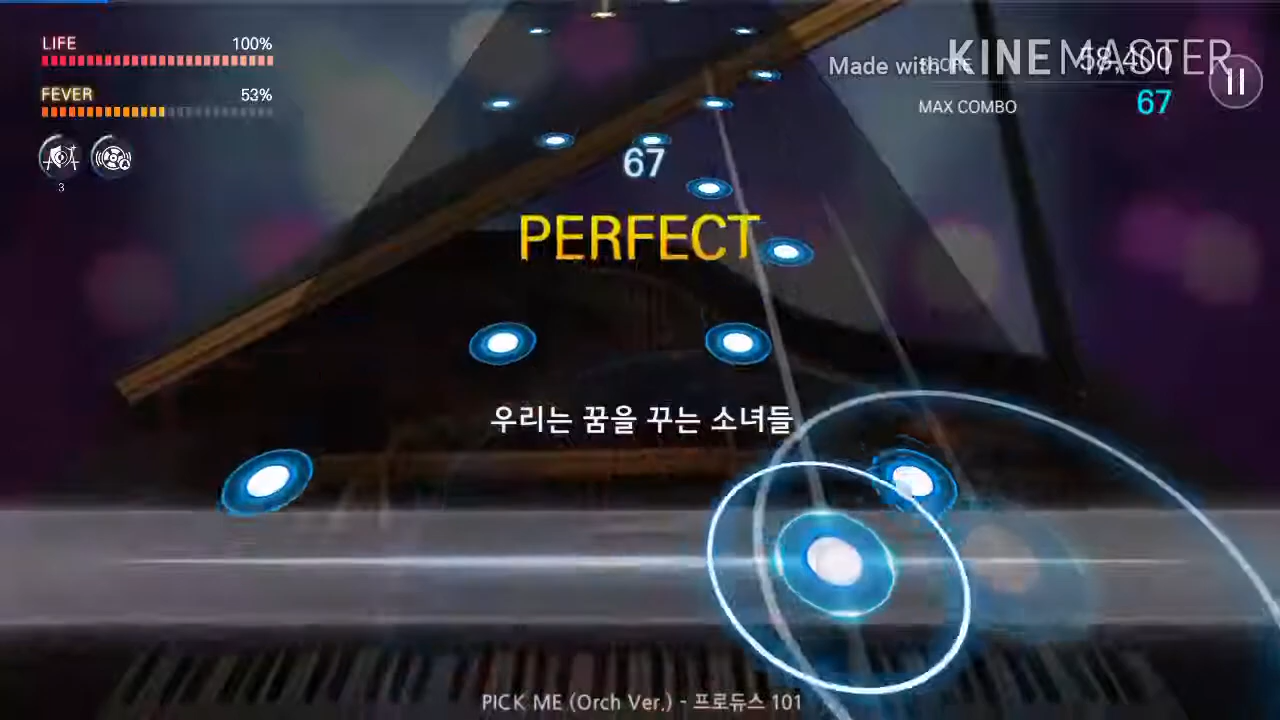 LIFE 100%
FEVER 53%
3
Made with KINEMASTER
SCORE 58,400
MAX COMBO 67
67
PERFECT
우리는 꿈을 꾸는 소녀들
PICK ME (Orch Ver.) - 프로듀스 101